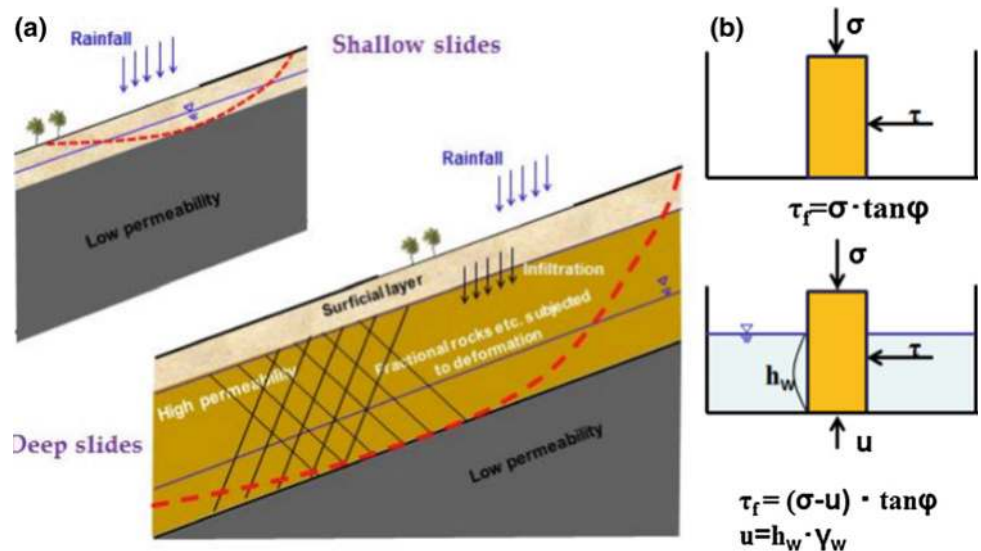 (a)
Rainfall
Shallow slides
Low permeability
Rainfall
Infiltration
Surficial layer
Fractional rocks etc. subjected
to deformation
High permeability
Deep slides
Low permeability
(b)
σ
τ
τf=σ·tanφ
σ
τ
hw
u
τf = (σ-u) · tanφ
u=hw·γw